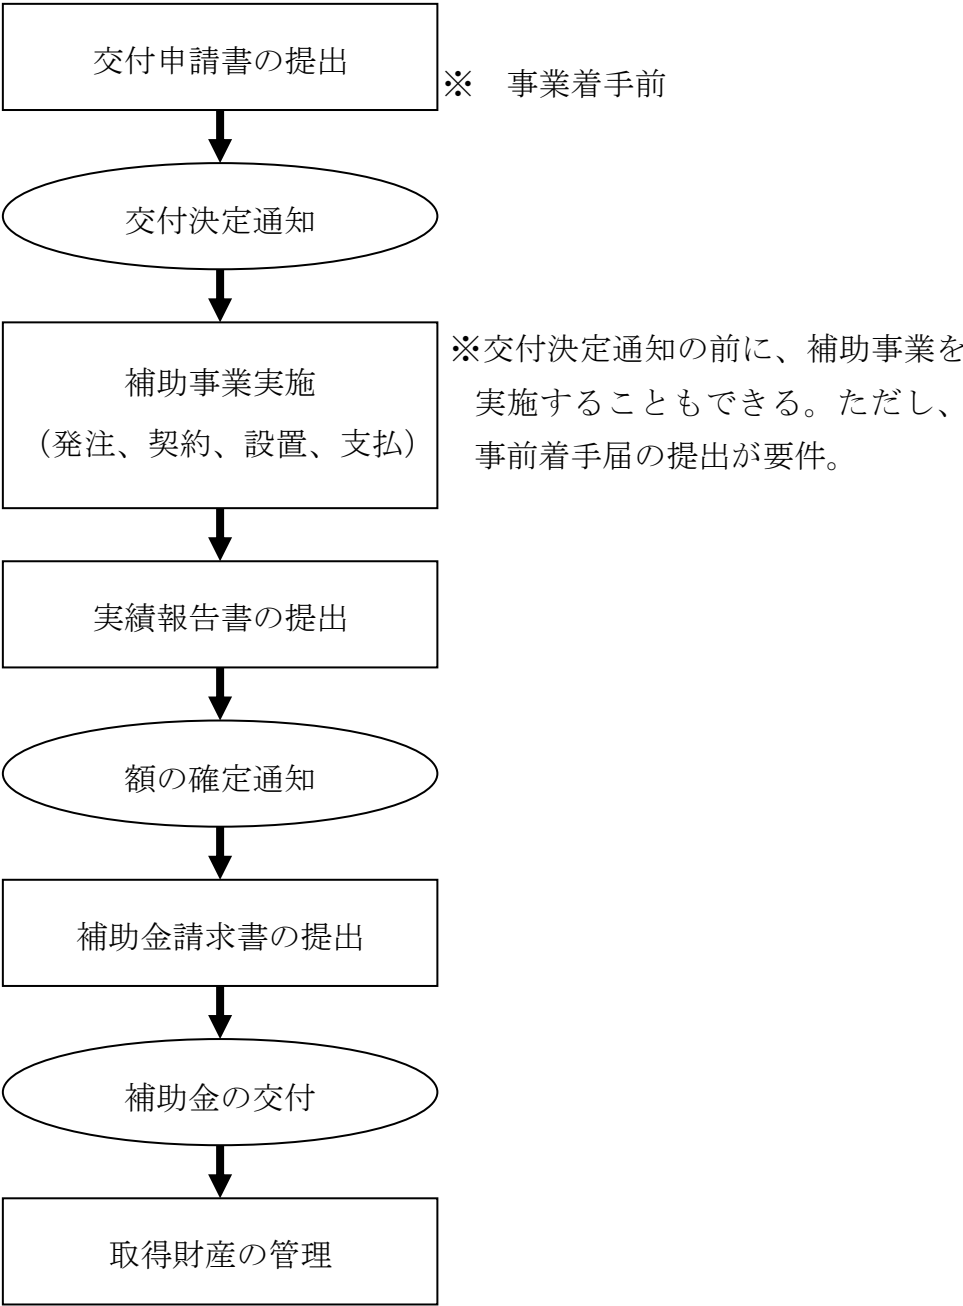 交付申請書の提出
※　事業着手前
交付決定通知
補助事業実施
（発注、契約、設置、支払）
※交付決定通知の前に、補助事業を
実施することもできる。ただし、
事前着手届の提出が要件。
実績報告書の提出
額の確定通知
補助金請求書の提出
補助金の交付
取得財産の管理